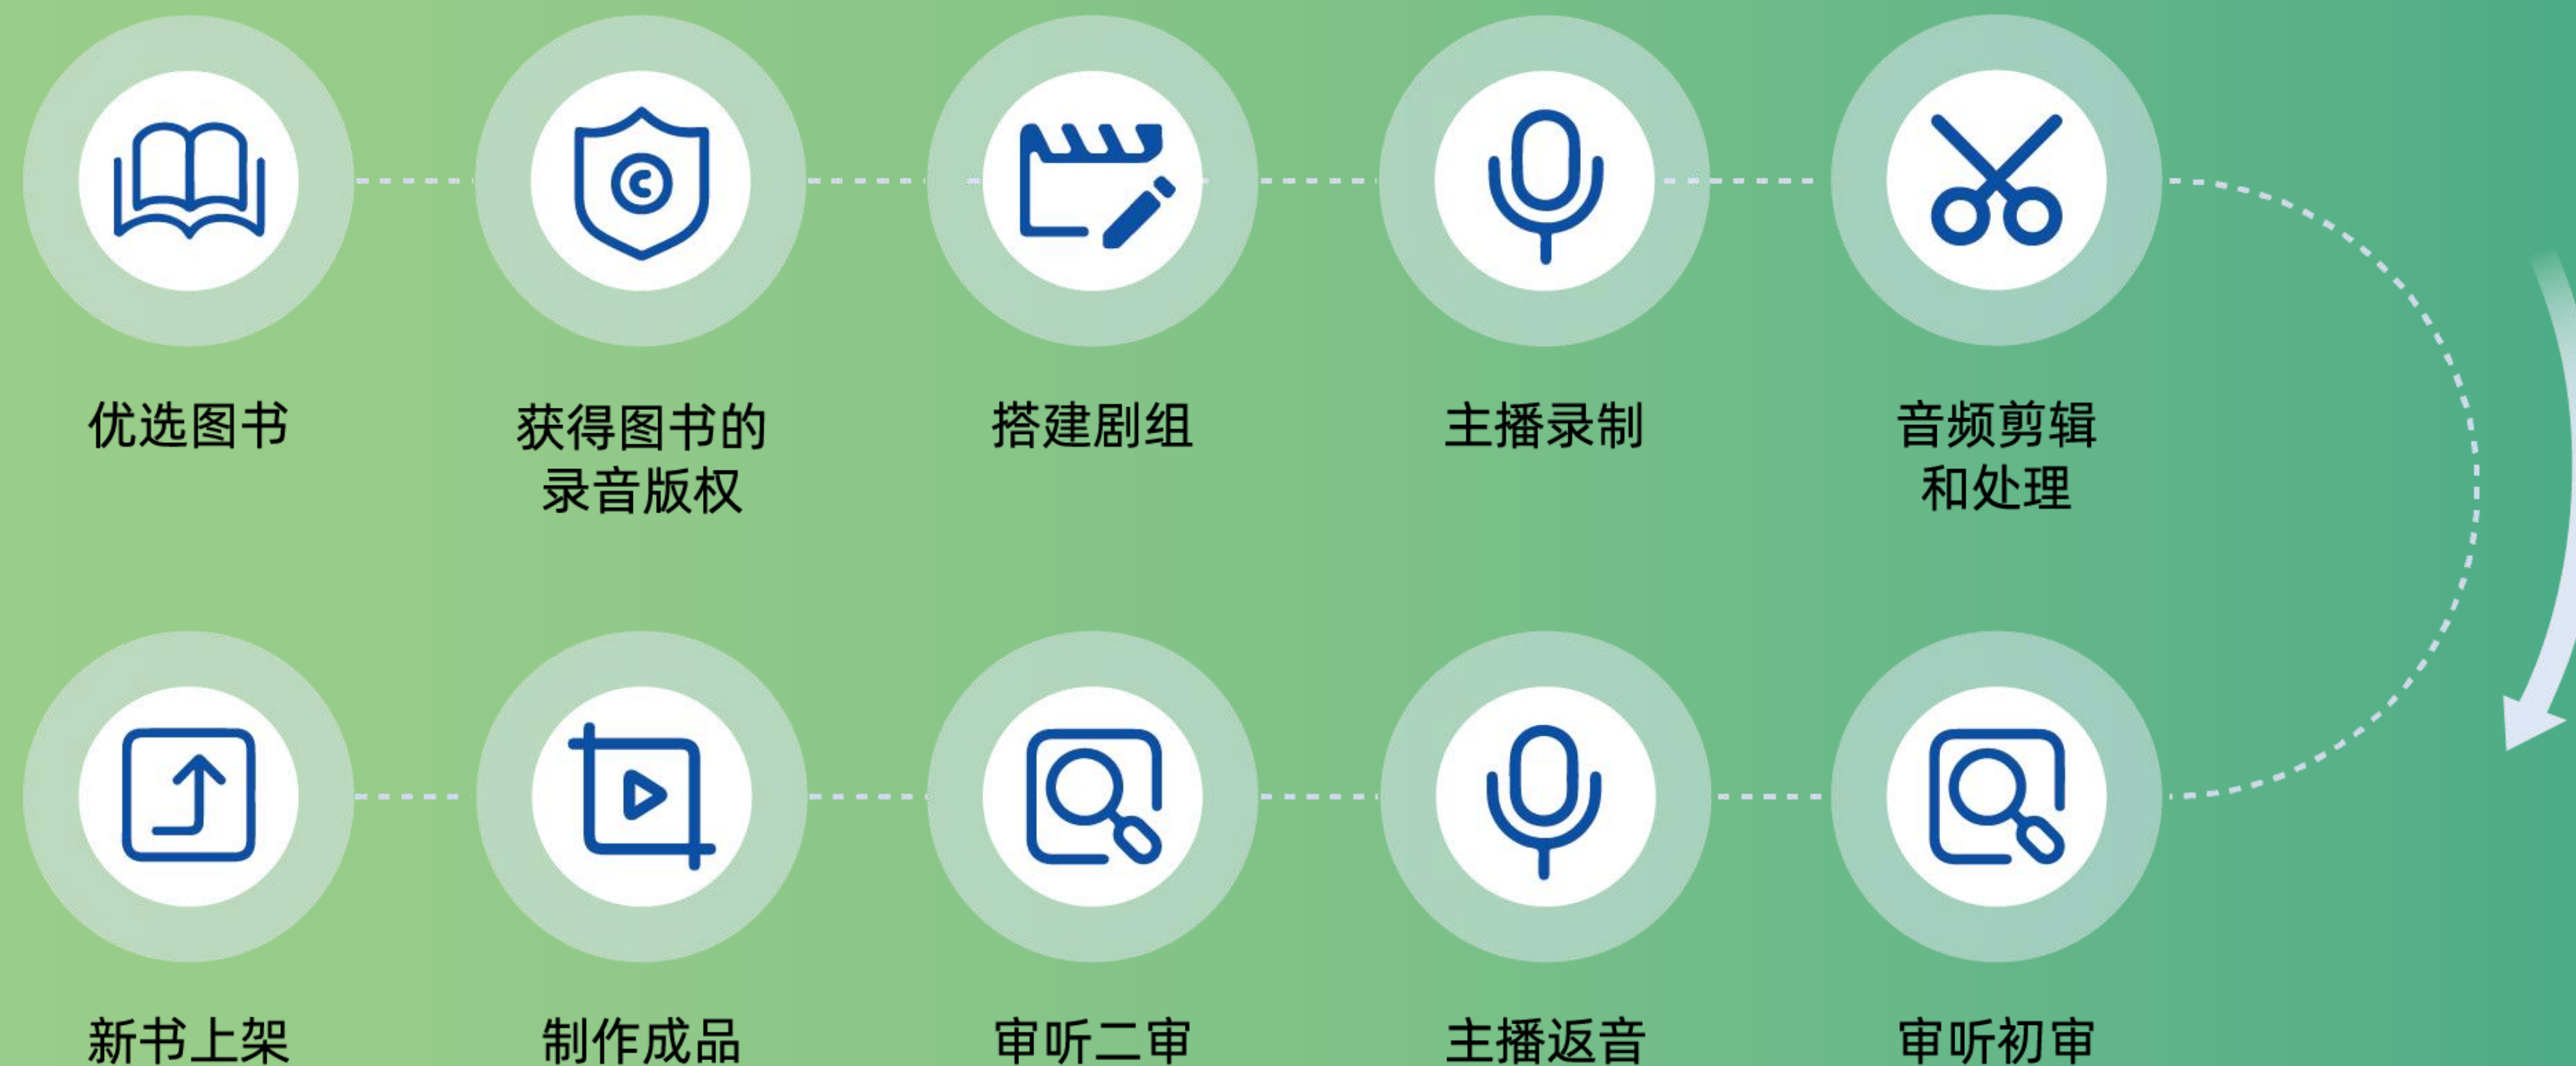 优选图书
获得图书的
录音版权
搭建剧组
主播录制
音频剪辑
和处理
新书上架
制作成品
审听二审
主播返音
审听初审